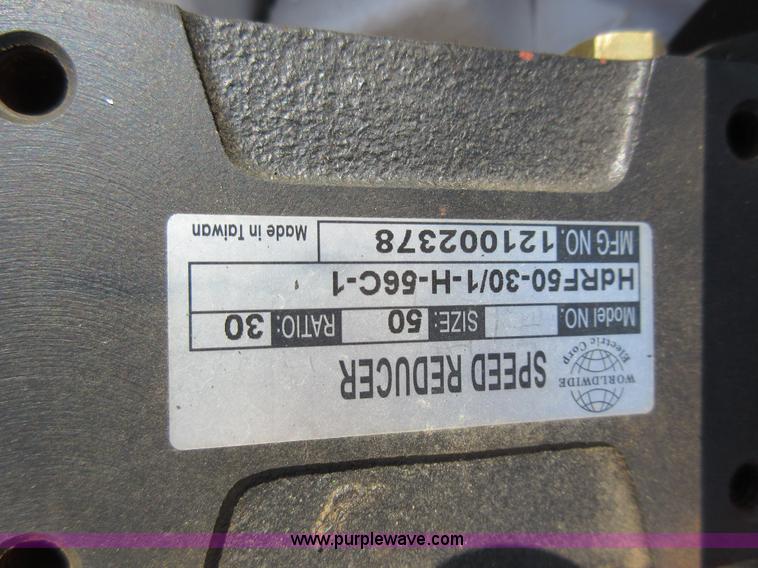 WORLDWIDE
Electric Corp
SPEED REDUCER
Model NO: SIZE: 50 RATIO: 30
HdRF50-30/1-H-56C-1
MFG NO. 121002378 Made in Taiwan
www.purplewave.com